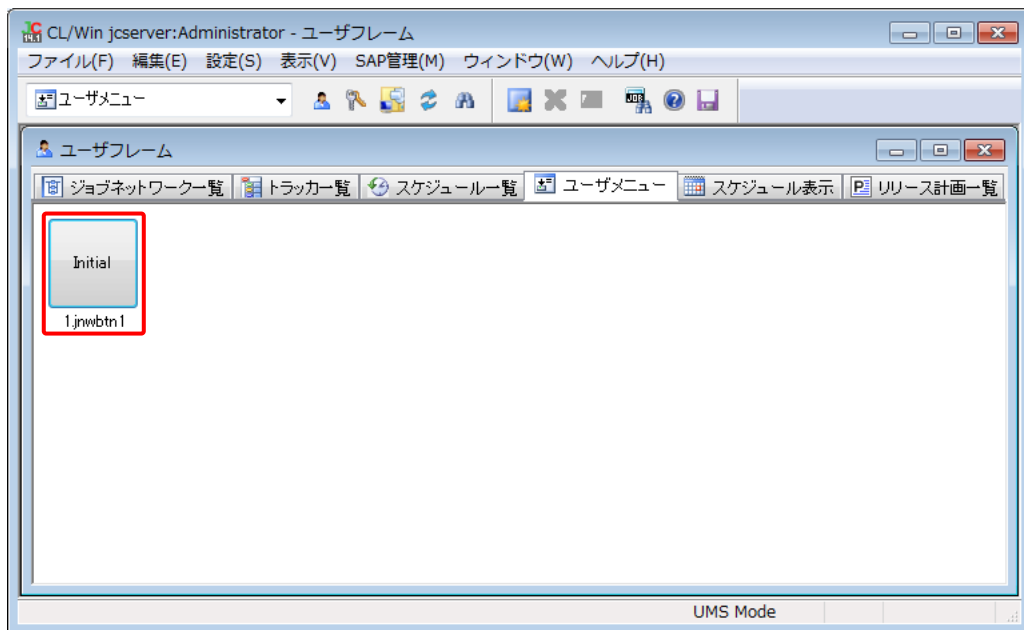 CL/Win jcserver:Administrator - ユーザフレーム
ファイル(F) 編集(E) 設定(S) 表示(V) SAP管理(M) ウィンドウ(W) ヘルプ(H)
ユーザメニュー
ユーザフレーム
ジョブネットワーク一覧 トラッカ一覧 スケジュール一覧 ユーザメニュー スケジュール表示 リリース計画一覧
Initial
1.jnwbtn1
UMS Mode